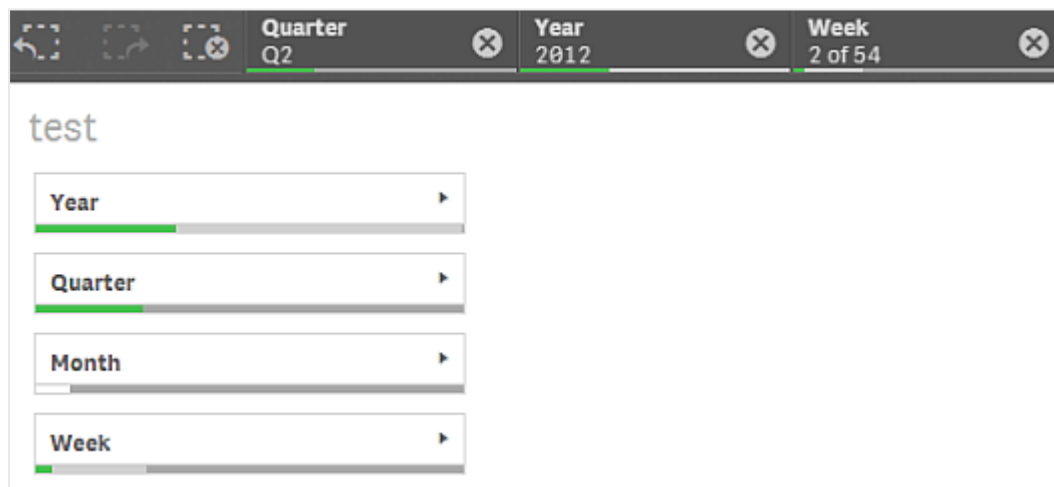 Quarter
Q2
Year
2012
Week
2 of 54
test
Year
Quarter
Month
Week